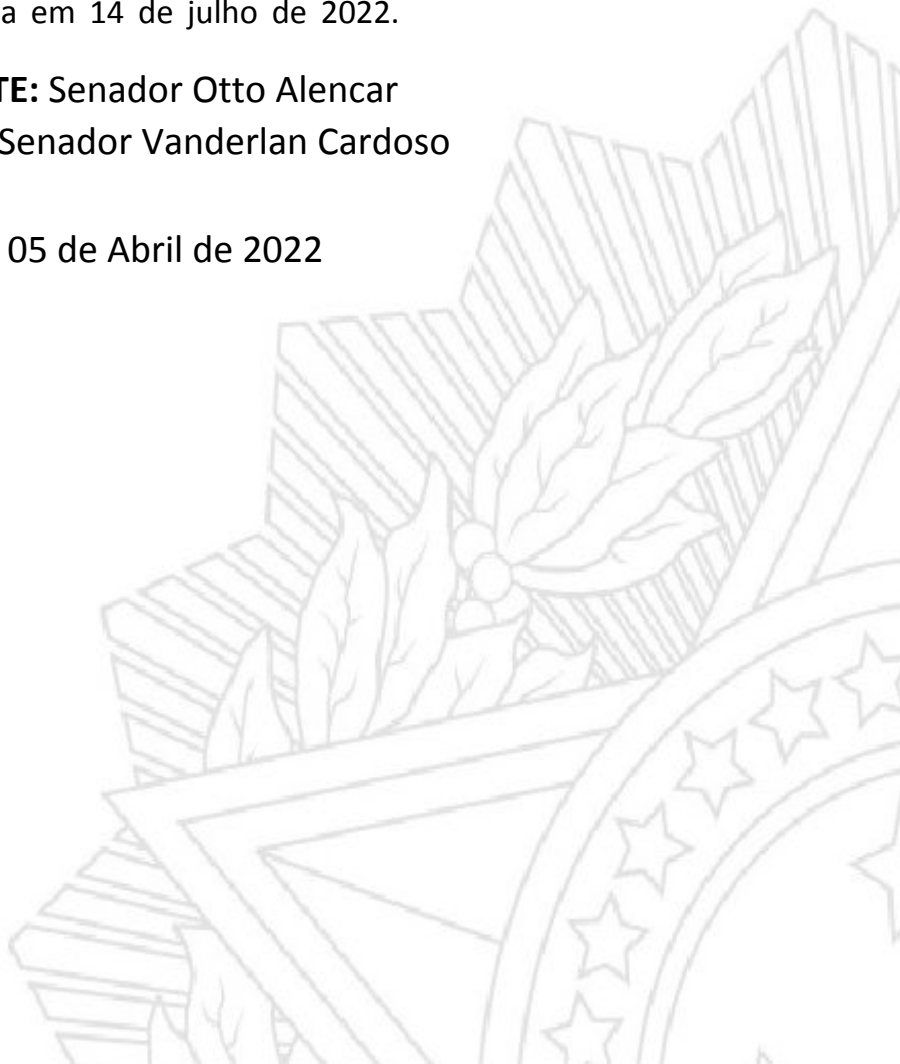 a em 14 de julho de 2022.
TE: Senador Otto Alencar
Senador Vanderlan Cardoso
05 de Abril de 2022